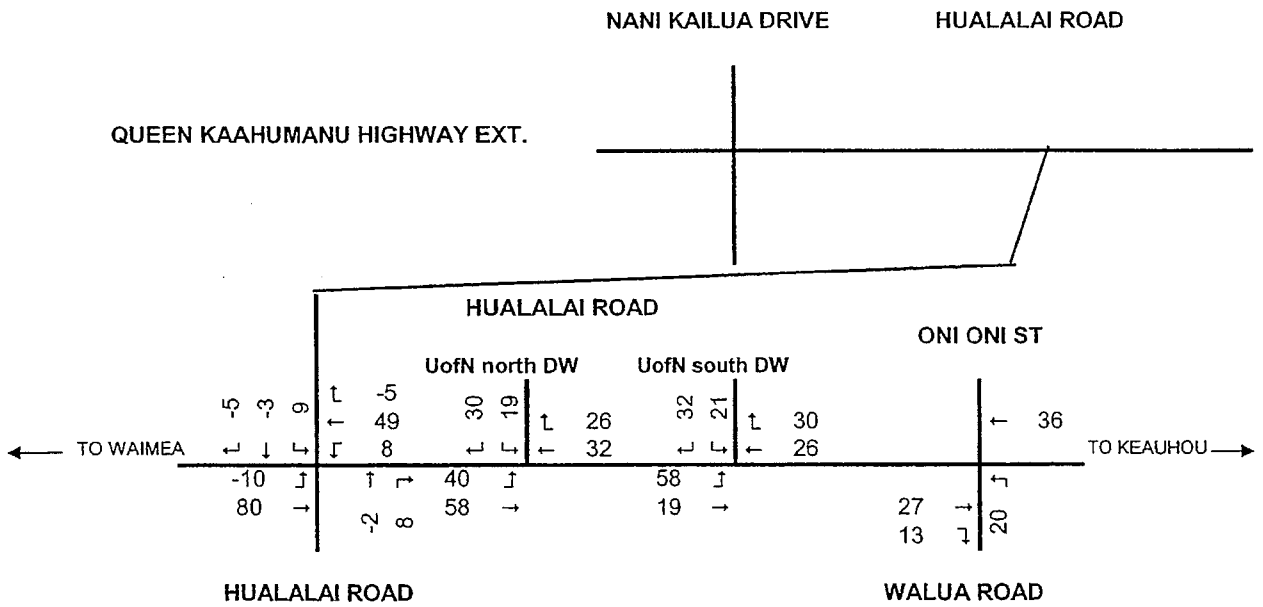 NANI KAILUA DRIVE HUALALAI ROAD
QUEEN KAAHUMANU HIGHWAY EXT.
HUALALAI ROAD
ONI ONI ST
UofN north DW UofN south DW
-5 -3 9 ↱ -5 30 19 ↱ 26 32 21 ↱ 30 ← 36
← 49
TO WAIMEA ↲ ↓ ↳ ↙ 8 ↲ ↳ ← 32 ↲ ↳ ← 26 TO KEAUHOU
-10 ↑ ↱ 40 58
80 → -2 8 58 → 19 → 27 → 20
13
HUALALAI ROAD WALUA ROAD